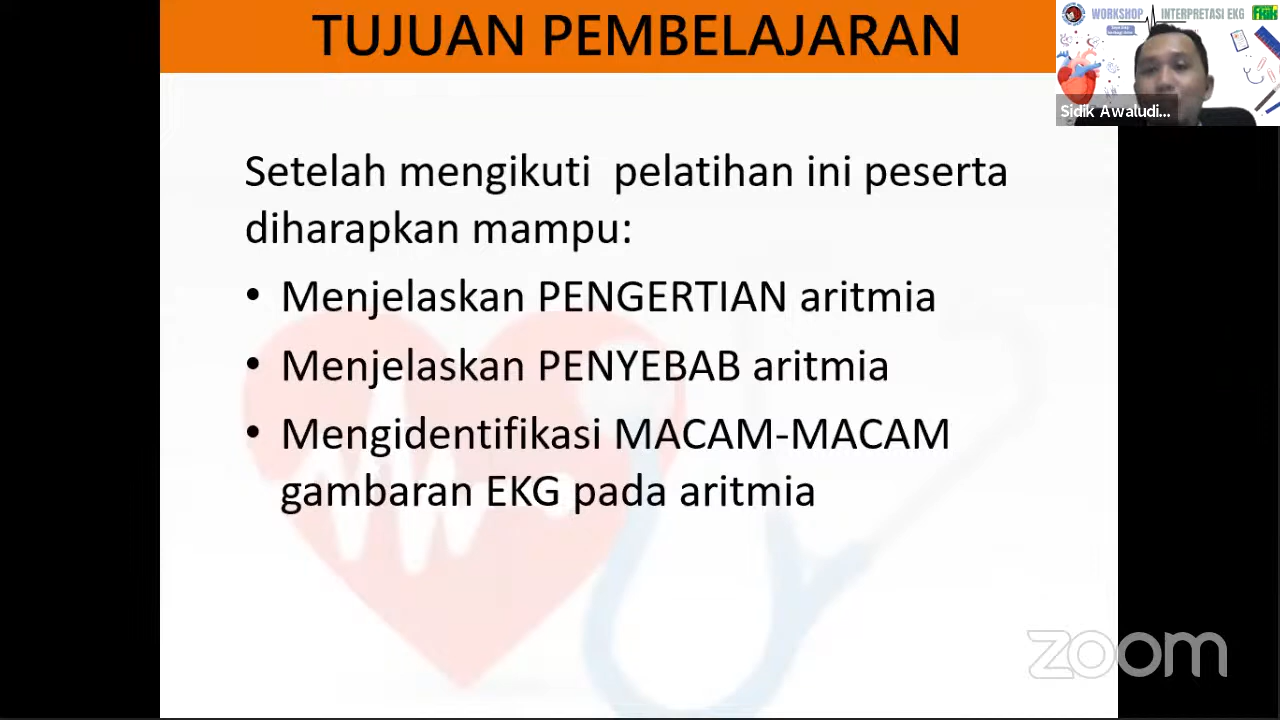 TUJUAN PEMBELAJARAN
WORKSHOP INTERPRETASI EKG
Sidik Awaludi...
Setelah mengikuti pelatihan ini peserta
diharapkan mampu:
• Menjelaskan PENGERTIAN aritmia
• Menjelaskan PENYEBAB aritmia
• Mengidentifikasi MACAM-MACAM
gambaran EKG pada aritmia
zoom